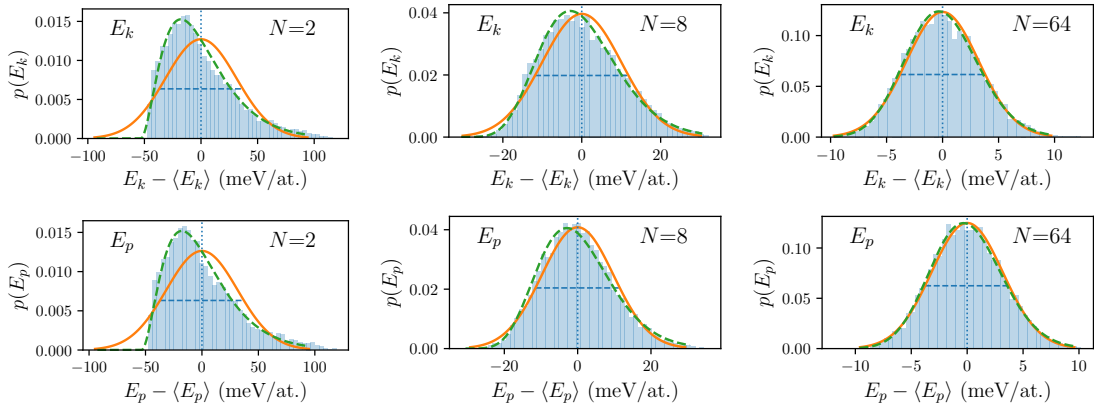 E_k N=2
p(E_k)
0.015
0.010
0.005
0.000
−100 −50 0 50 100
E_k − ⟨E_k⟩ (meV/at.)
E_k N=8
p(E_k)
0.04
0.02
0.00
−20 0 20
E_k − ⟨E_k⟩ (meV/at.)
E_k N=64
p(E_k)
0.10
0.05
0.00
−10 −5 0 5 10
E_k − ⟨E_k⟩ (meV/at.)
E_p N=2
p(E_p)
0.015
0.010
0.005
0.000
−100 −50 0 50 100
E_p − ⟨E_p⟩ (meV/at.)
E_p N=8
p(E_p)
0.04
0.02
0.00
−20 0 20
E_p − ⟨E_p⟩ (meV/at.)
E_p N=64
p(E_p)
0.10
0.05
0.00
−10 −5 0 5 10
E_p − ⟨E_p⟩ (meV/at.)